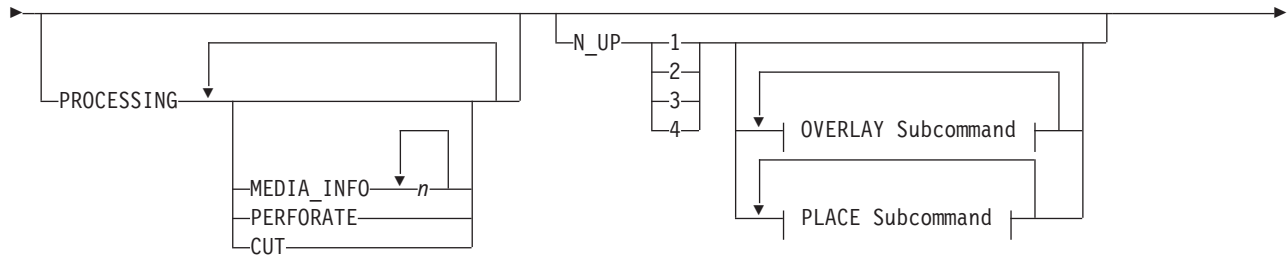 N_UP 1
2
PROCESSING 3
4 OVERLAY Subcommand
MEDIA_INFO n
PERFORATE PLACE Subcommand
CUT